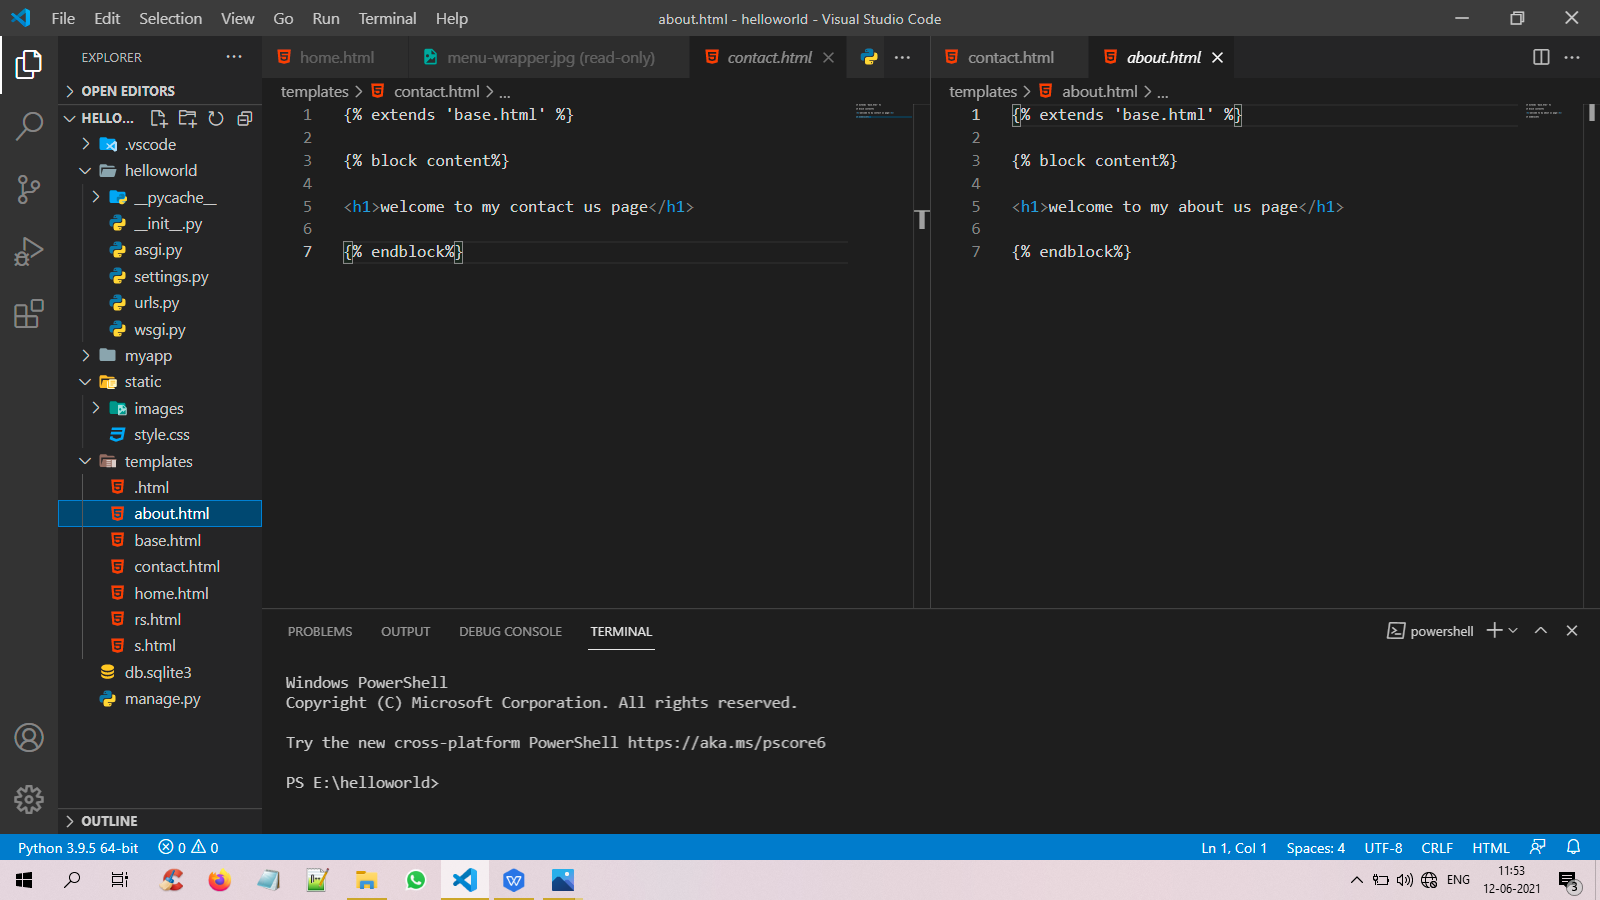 File Edit Selection View Go Run Terminal Help
about.html - helloworld - Visual Studio Code
EXPLORER
OPEN EDITORS
HELLO...
.vscode
helloworld
__pycache__
__init__.py
asgi.py
settings.py
urls.py
wsgi.py
myapp
static
images
style.css
templates
.html
about.html
base.html
contact.html
home.html
rs.html
s.html
db.sqlite3
manage.py
OUTLINE
home.html menu-wrapper.jpg (read-only) contact.html
templates > contact.html > ...
1 {% extends 'base.html' %}
2
3 {% block content%}
4
5 <h1>welcome to my contact us page</h1>
6
7 {% endblock%}
contact.html about.html
templates > about.html > ...
1 {% extends 'base.html' %}
2
3 {% block content%}
4
5 <h1>welcome to my about us page</h1>
6
7 {% endblock%}
PROBLEMS OUTPUT DEBUG CONSOLE TERMINAL
powershell
Windows PowerShell
Copyright (C) Microsoft Corporation. All rights reserved.
Try the new cross-platform PowerShell https://aka.ms/pscore6
PS E:\helloworld>
Python 3.9.5 64-bit 0 0
Ln 1, Col 1 Spaces: 4 UTF-8 CRLF HTML
ENG
11:53
12-06-2021
3